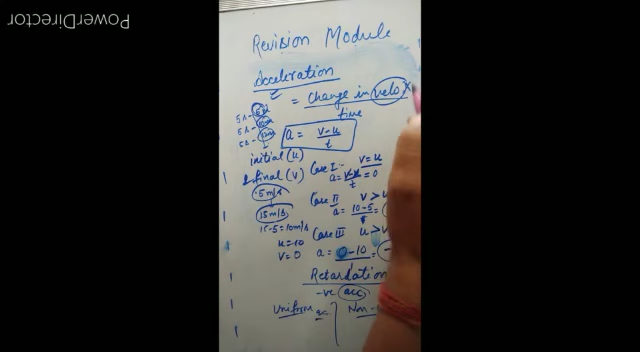 PowerDirector
Revision Module
Acceleration
= Change in velo
time
a = v-u
t
initial (u)
final (v)
5m/s
15m/s
15-5=10m/s
u=10
v=0
Case I :- v=u
a= v-u = 0
t
Case II v>u
a= 10-5 =
t
Case III u>v
a= 0-10 = -
Retardation
-ve acc
Uniform acc
Non-